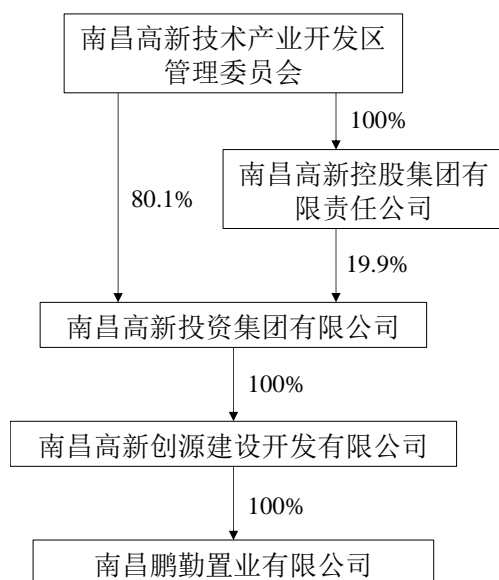 南昌高新技术产业开发区
管理委员会
100%
南昌高新控股集团有
限责任公司
80.1%
19.9%
南昌高新投资集团有限公司
100%
南昌高新创源建设开发有限公司
100%
南昌鹏勤置业有限公司